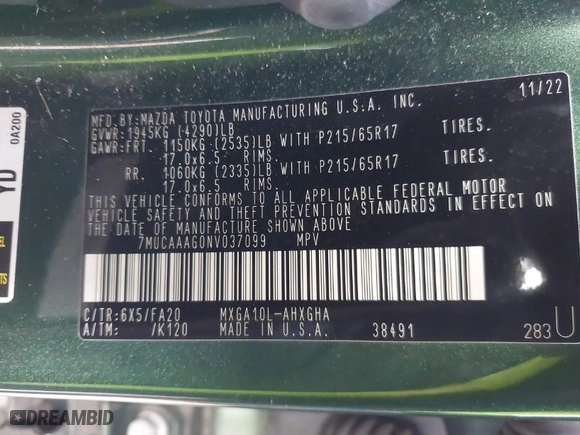 MFD.BY:MAZDA TOYOTA MANUFACTURING U.S.A. INC. 11/22
GVWR:1945KG (4290)LB
GAWR:FRT. 1150KG (2535)LB WITH P215/65R17 TIRES.
17.0x6.5 RIMS.
RR. 1060KG (2335)LB WITH P215/65R17 TIRES.
17.0x6.5 RIMS.
THIS VEHICLE CONFORMS TO ALL APPLICABLE FEDERAL MOTOR
VEHICLE SAFETY AND THEFT PREVENTION STANDARDS IN EFFECT ON
THE DATE OF MANUFACTURE SHOWN ABOVE
7MUCAAAG0NV037099 MPV
C/TR:6X5/FA20 MXGA10L-AHXGHA
A/TM: /K120 MADE IN U.S.A. 38491 283U
0A200
YD
DREAMBID